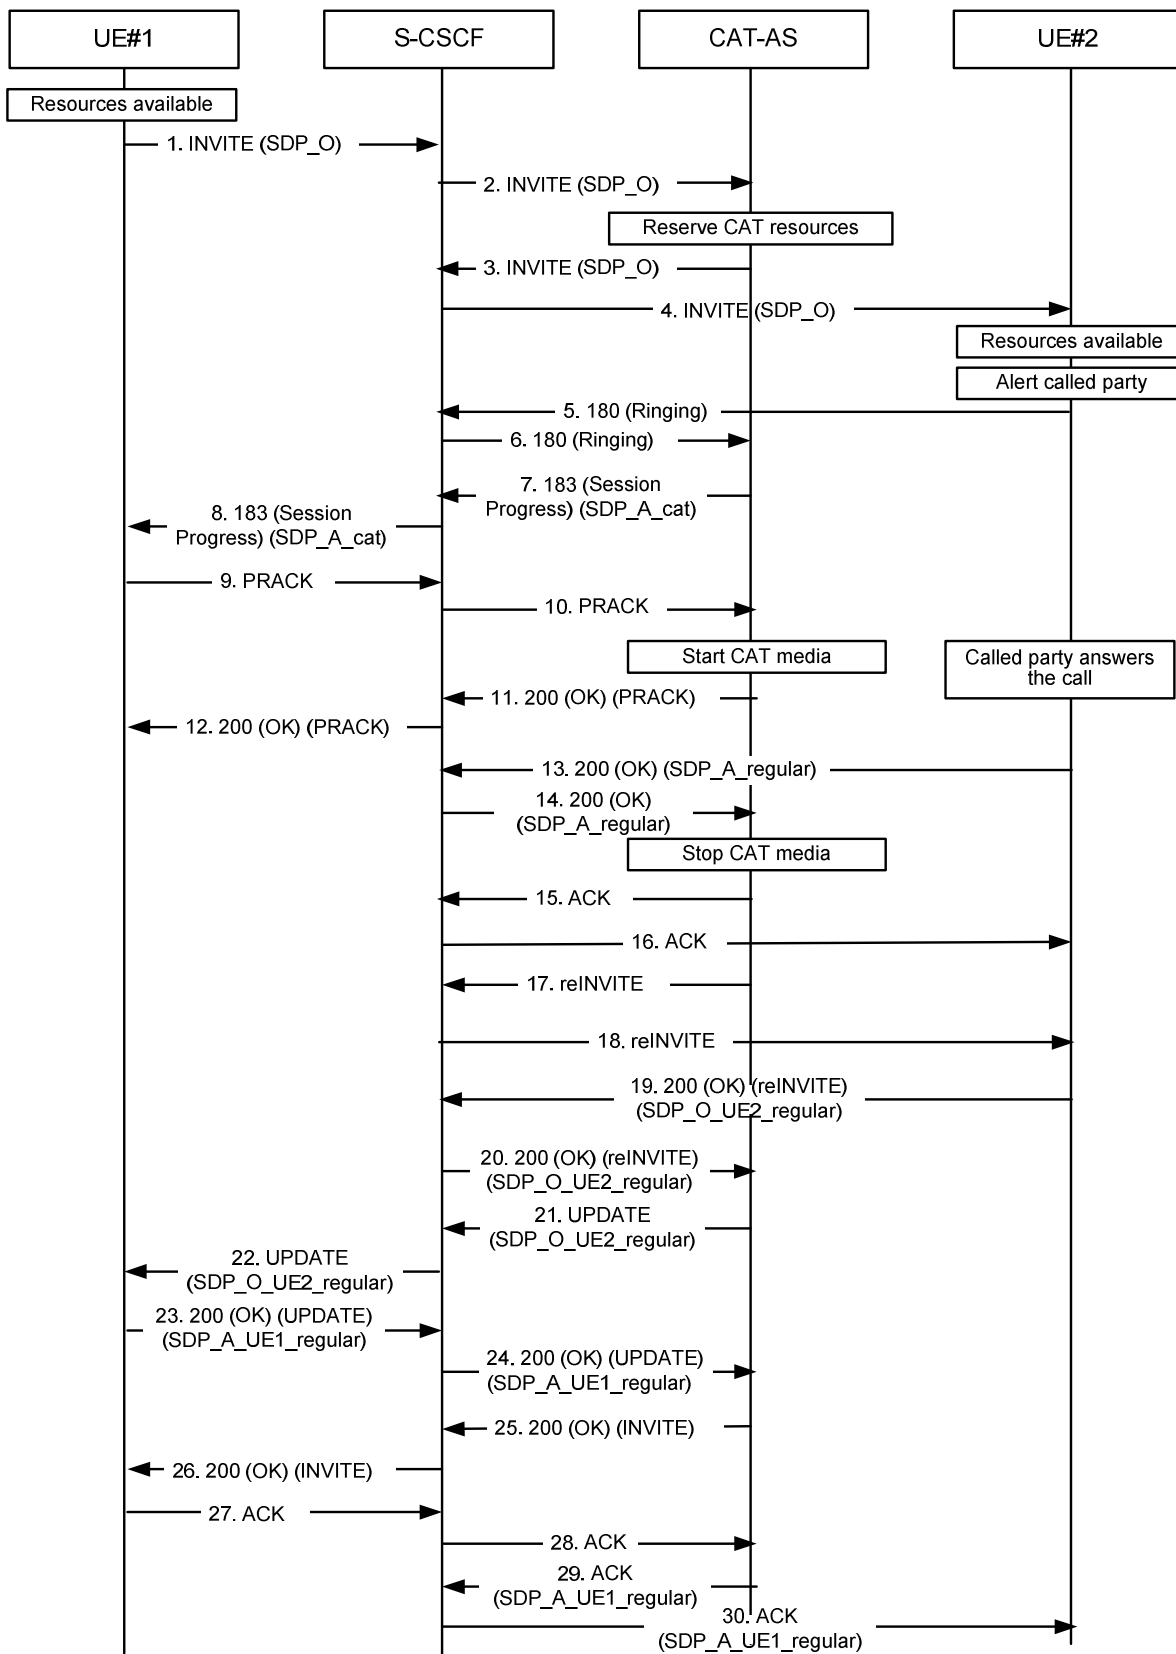 UE#1
S-CSCF
CAT-AS
UE#2
Resources available
1. INVITE (SDP_O)
2. INVITE (SDP_O)
Reserve CAT resources
3. INVITE (SDP_O)
4. INVITE (SDP_O)
Resources available
Alert called party
5. 180 (Ringing)
6. 180 (Ringing)
7. 183 (Session
Progress) (SDP_A_cat)
8. 183 (Session
Progress) (SDP_A_cat)
9. PRACK
10. PRACK
Start CAT media
Called party answers
the call
11. 200 (OK) (PRACK)
12. 200 (OK) (PRACK)
13. 200 (OK) (SDP_A_regular)
14. 200 (OK)
(SDP_A_regular)
Stop CAT media
15. ACK
16. ACK
17. reINVITE
18. reINVITE
19. 200 (OK) (reINVITE)
(SDP_O_UE2_regular)
20. 200 (OK) (reINVITE)
(SDP_O_UE2_regular)
21. UPDATE
(SDP_O_UE2_regular)
22. UPDATE
(SDP_O_UE2_regular)
23. 200 (OK) (UPDATE)
(SDP_A_UE1_regular)
24. 200 (OK) (UPDATE)
(SDP_A_UE1_regular)
25. 200 (OK) (INVITE)
26. 200 (OK) (INVITE)
27. ACK
28. ACK
29. ACK
(SDP_A_UE1_regular)
30. ACK
(SDP_A_UE1_regular)